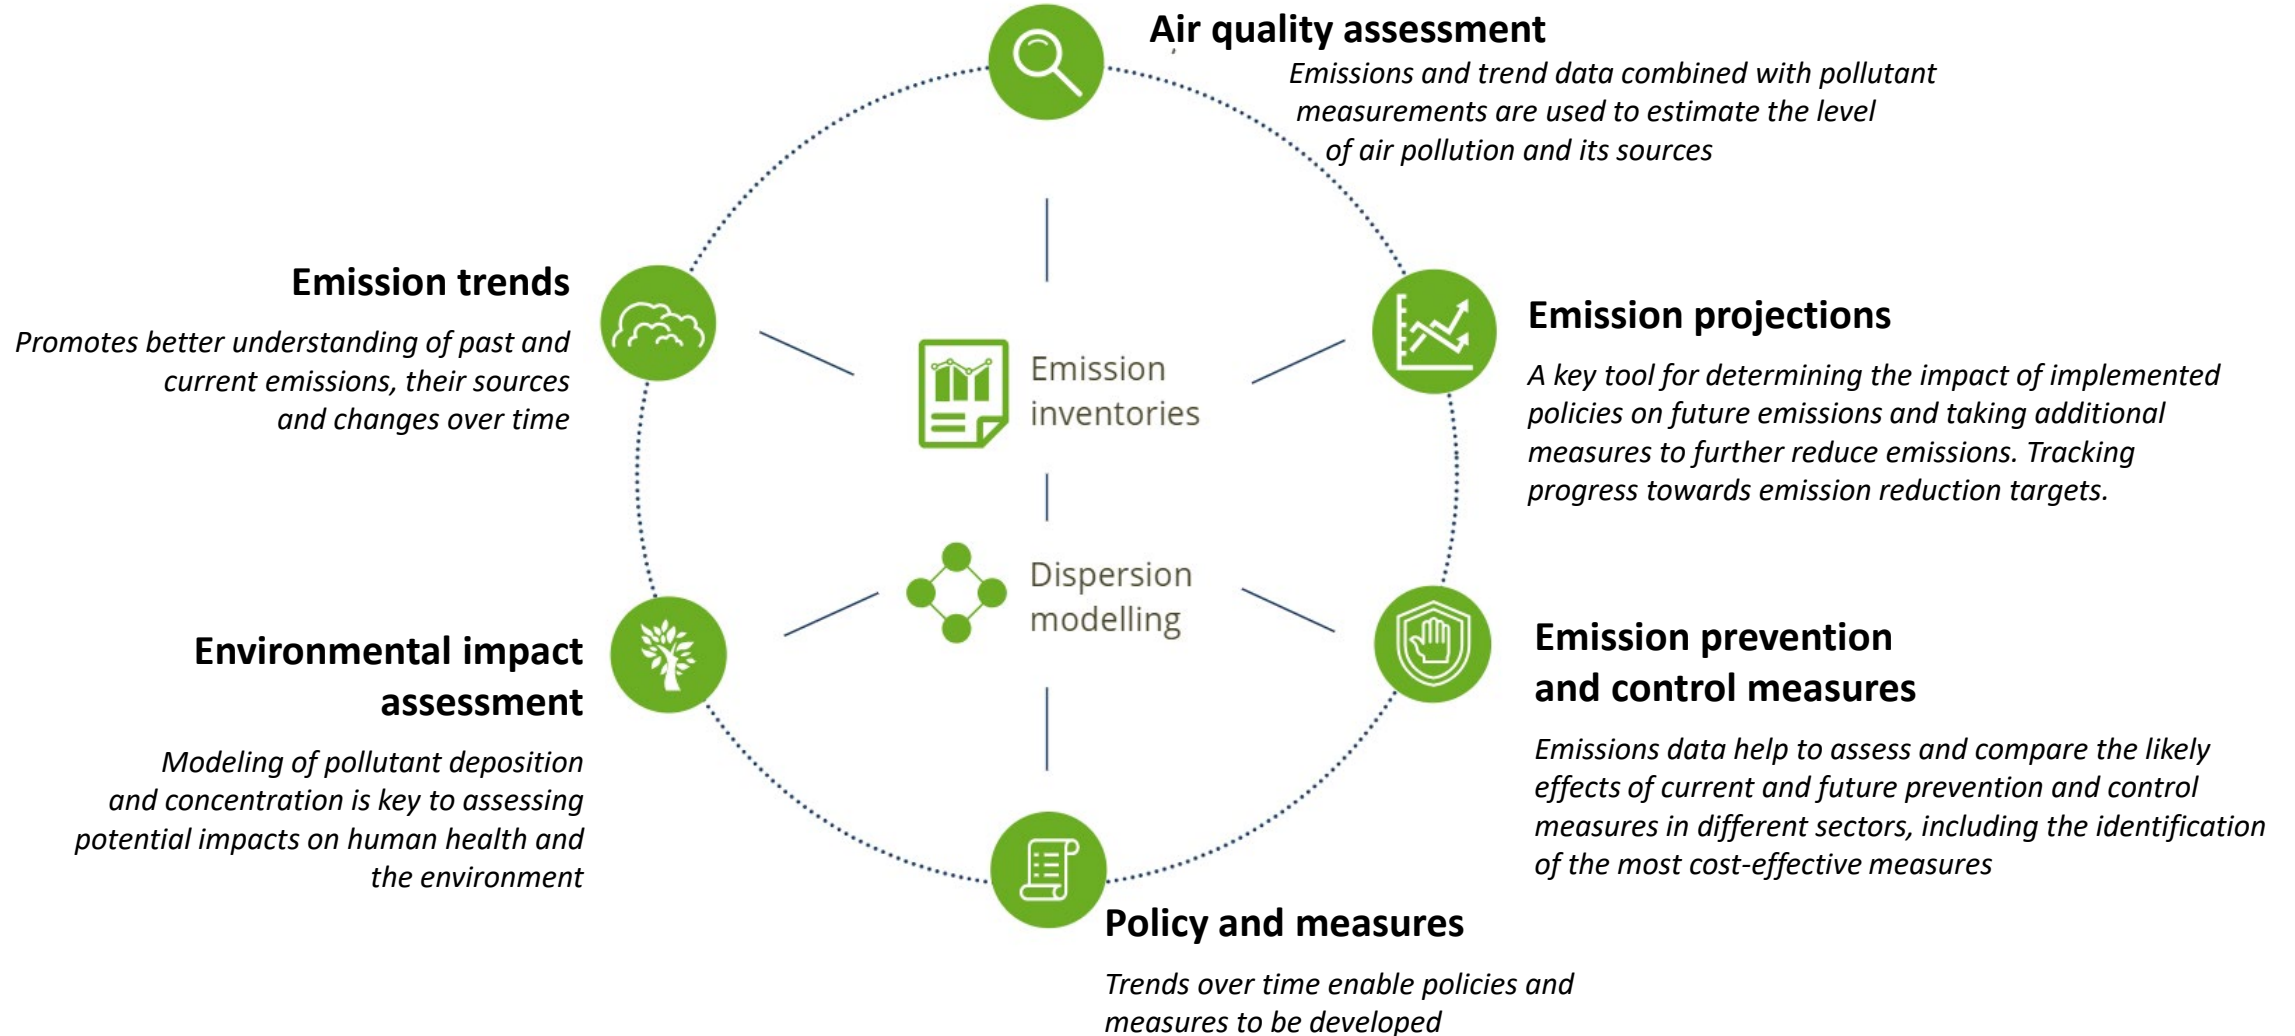 Air quality assessment
Emissions and trend data combined with pollutant
measurements are used to estimate the level
of air pollution and its sources
Emission trends
Promotes better understanding of past and
current emissions, their sources
and changes over time
Emission projections
A key tool for determining the impact of implemented
policies on future emissions and taking additional
measures to further reduce emissions. Tracking
progress towards emission reduction targets.
Emission
inventories
Dispersion
modelling
Environmental impact
assessment
Modeling of pollutant deposition
and concentration is key to assessing
potential impacts on human health and
the environment
Emission prevention
and control measures
Emissions data help to assess and compare the likely
effects of current and future prevention and control
measures in different sectors, including the identification
of the most cost-effective measures
Policy and measures
Trends over time enable policies and
measures to be developed